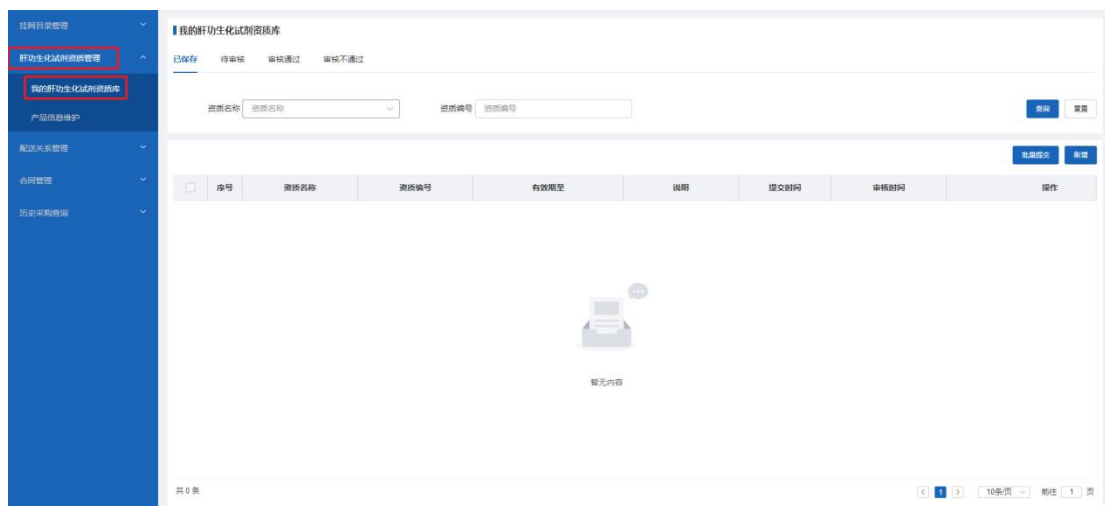 挂网目录管理
肝功生化试剂资质管理
我的肝功生化试剂资质库
产品信息维护
配送关系管理
合同管理
历史采购查询
我的肝功生化试剂资质库
已保存 待审核 审核通过 审核不通过
资质名称 资质名称 资质编号 资质编号 查询 重置
批量提交 新增
序号 资质名称 资质编号 有效期至 说明 提交时间 审核时间 操作
暂无内容
共 0 条 1 10条/页 前往 1 页